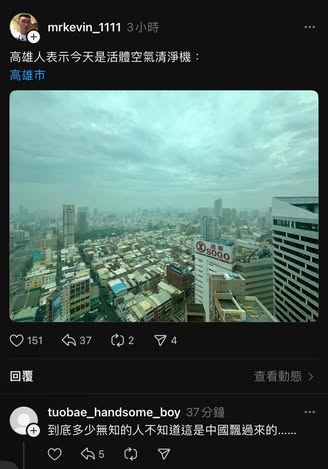 mrkevin_1111 3小時
高雄人表示今天是活體空氣清淨機：
高雄市
SOGO
151 37 2 4
回覆 查看動態
tuobae_handsome_boy 37分鐘
到底多少無知的人不知道這是中國飄過來的......
5